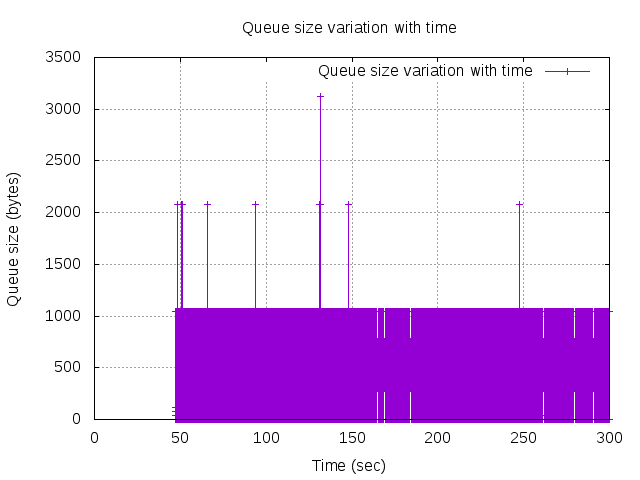 Queue size variation with time
Queue size variation with time
3500
3000
2500
2000
1500
1000
500
0
Queue size (bytes)
0 50 100 150 200 250 300
Time (sec)